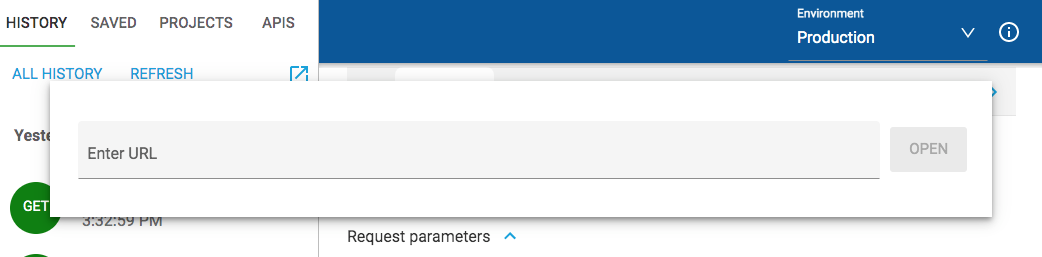 HISTORY SAVED PROJECTS APIS
Environment
Production
ALL HISTORY REFRESH
Enter URL
OPEN
GET
3:32:59 PM
Request parameters